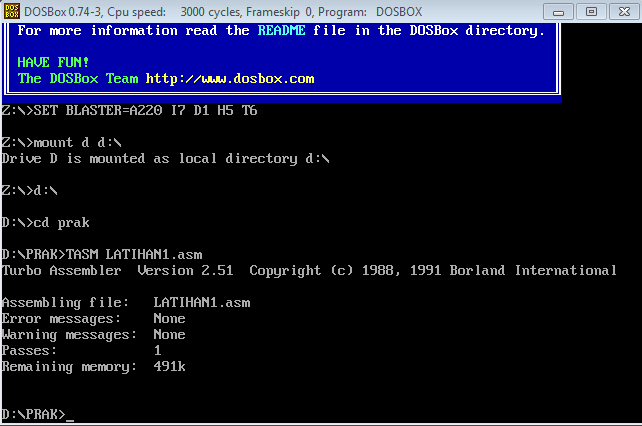 DOSBox 0.74-3, Cpu speed: 3000 cycles, Frameskip 0, Program: DOSBOX
For more information read the README file in the DOSBox directory.
HAVE FUN!
The DOSBox Team http://www.dosbox.com
Z:\>SET BLASTER=A220 I7 D1 H5 T6
Z:\>mount d d:\
Drive D is mounted as local directory d:\
Z:\>d:\
D:\>cd prak
D:\PRAK>TASM LATIHAN1.asm
Turbo Assembler Version 2.51 Copyright (c) 1988, 1991 Borland International
Assembling file: LATIHAN1.asm
Error messages: None
Warning messages: None
Passes: 1
Remaining memory: 491k
D:\PRAK>_